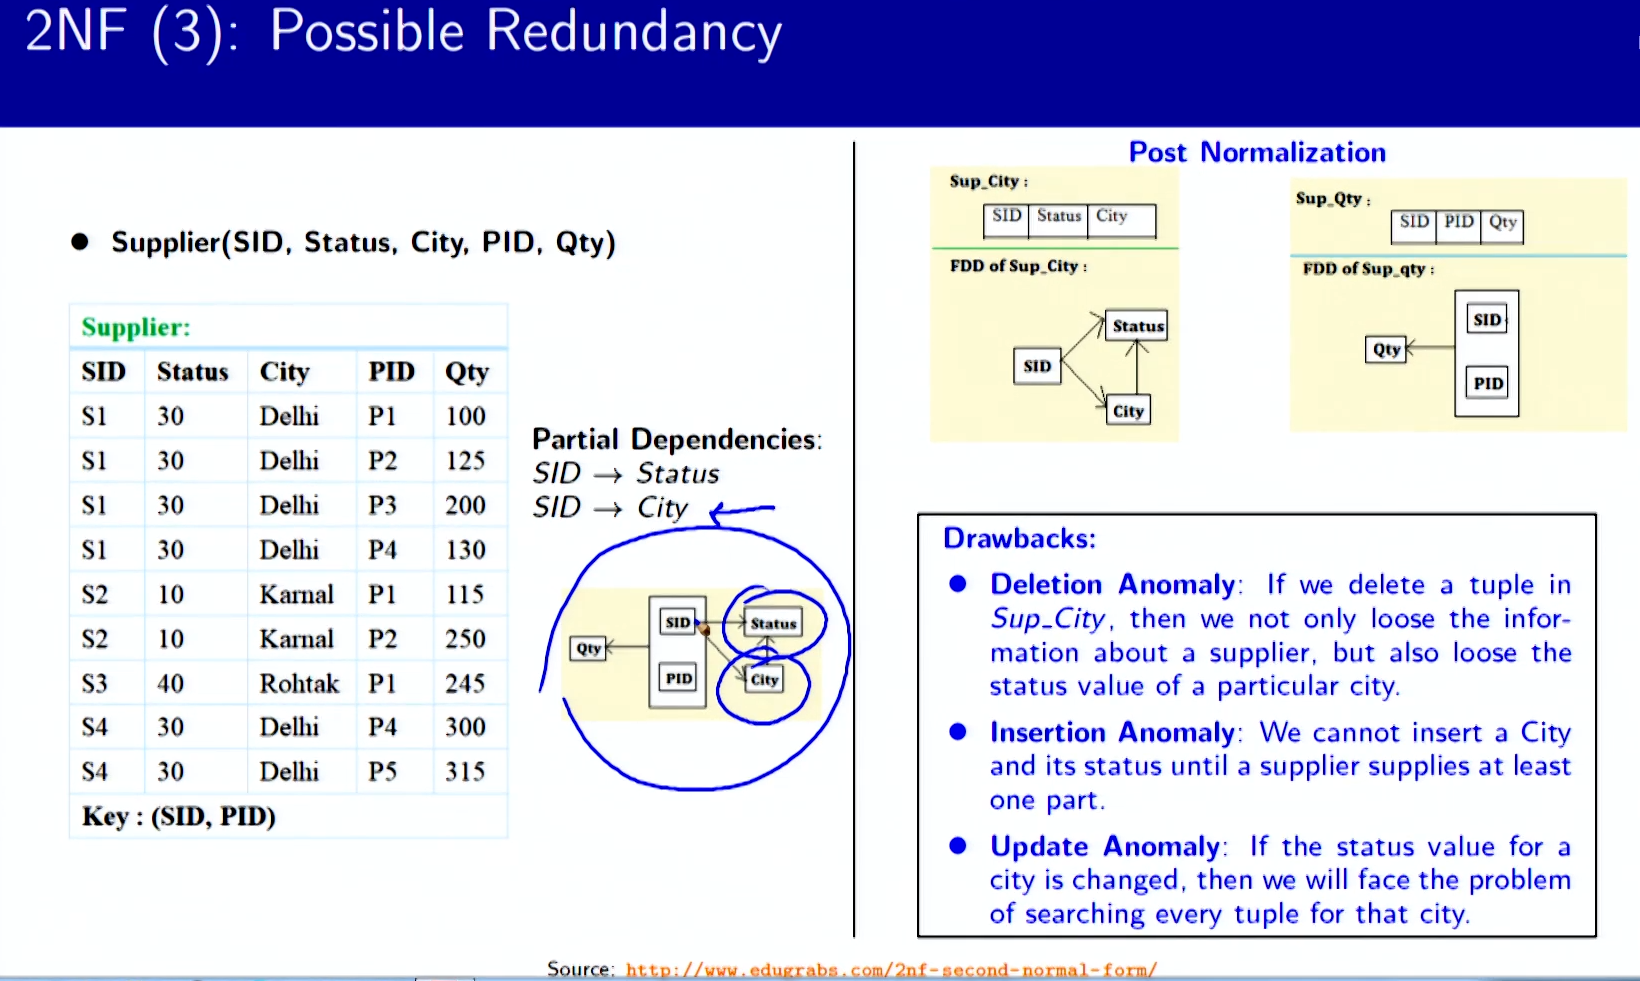 2NF (3): Possible Redundancy
● Supplier(SID, Status, City, PID, Qty)
Supplier:
SID Status City PID Qty
S1 30 Delhi P1 100
S1 30 Delhi P2 125
S1 30 Delhi P3 200
S1 30 Delhi P4 130
S2 10 Karnal P1 115
S2 10 Karnal P2 250
S3 40 Rohtak P1 245
S4 30 Delhi P4 300
S4 30 Delhi P5 315
Key : (SID, PID)
Partial Dependencies:
SID → Status
SID → City
SID
Status
Qty
PID
City
Post Normalization
Sup_City :
SID Status City
FDD of Sup_City :
Status
SID
City
Sup_Qty :
SID PID Qty
FDD of Sup_qty :
SID
Qty
PID
Drawbacks:
● Deletion Anomaly: If we delete a tuple in
Sup_City, then we not only loose the infor-
mation about a supplier, but also loose the
status value of a particular city.
● Insertion Anomaly: We cannot insert a City
and its status until a supplier supplies at least
one part.
● Update Anomaly: If the status value for a
city is changed, then we will face the problem
of searching every tuple for that city.
Source: http://www.edugrabs.com/2nf-second-normal-form/